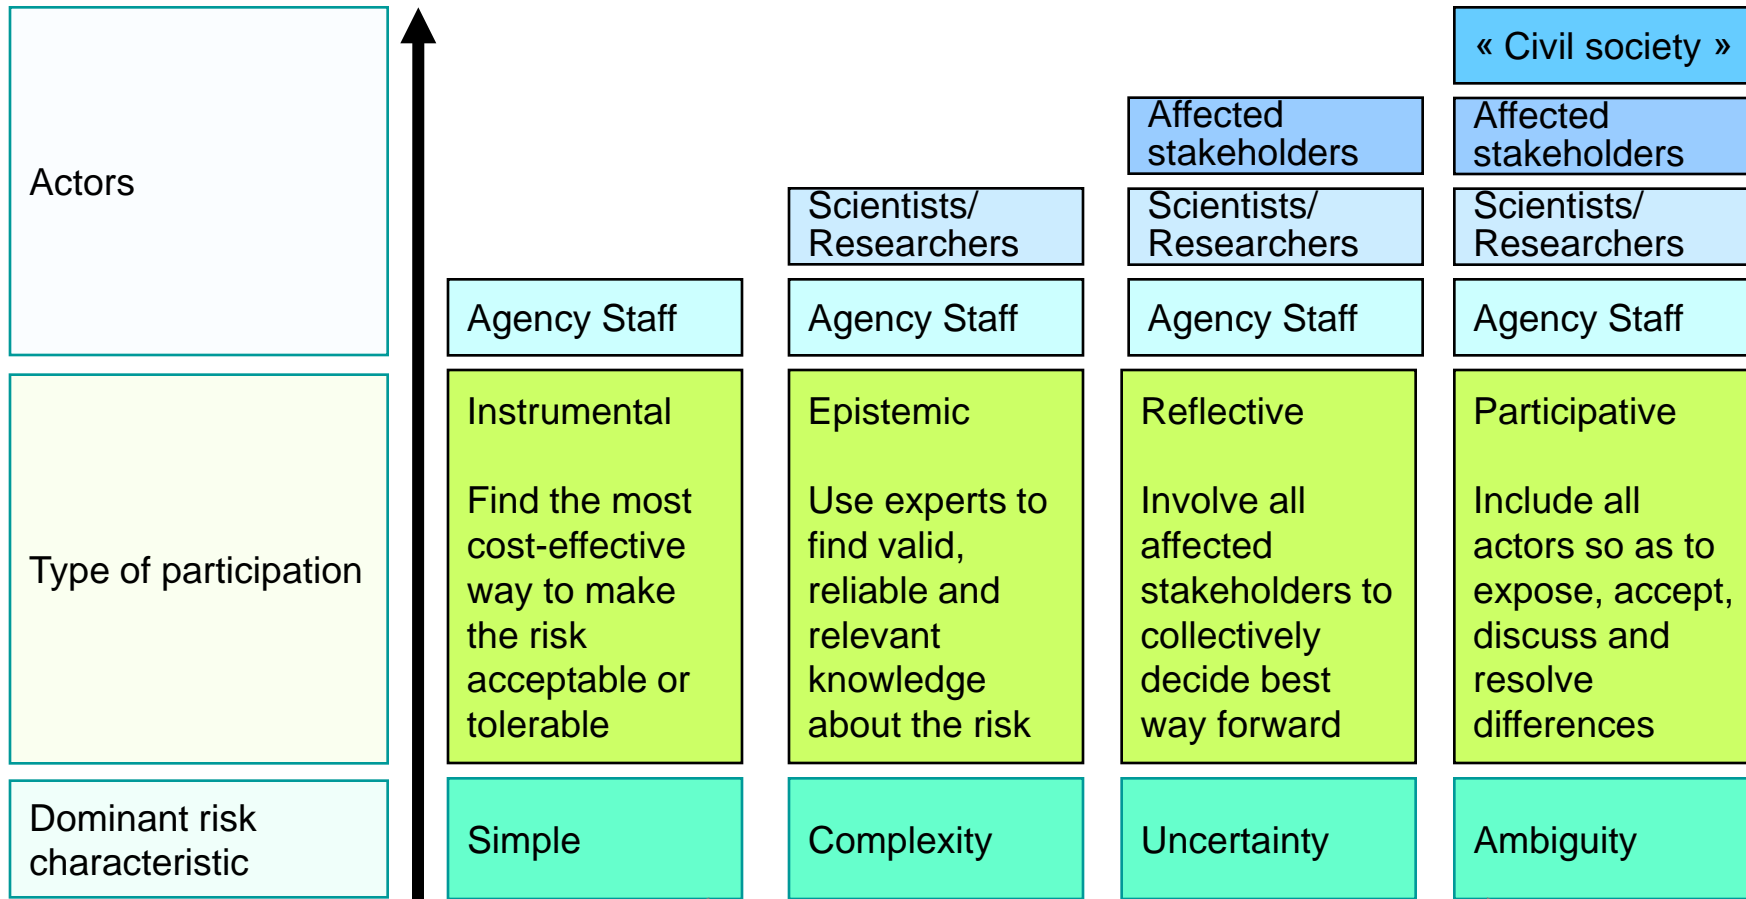 Actors
« Civil society »
Affected
stakeholders
Affected
stakeholders
Scientists/
Researchers
Scientists/
Researchers
Scientists/
Researchers
Agency Staff
Agency Staff
Agency Staff
Agency Staff
Type of participation
Instrumental
Find the most
cost-effective
way to make
the risk
acceptable or
tolerable
Epistemic
Use experts to
find valid,
reliable and
relevant
knowledge
about the risk
Reflective
Involve all
affected
stakeholders to
collectively
decide best
way forward
Participative
Include all
actors so as to
expose, accept,
discuss and
resolve
differences
Dominant risk
characteristic
Simple
Complexity
Uncertainty
Ambiguity